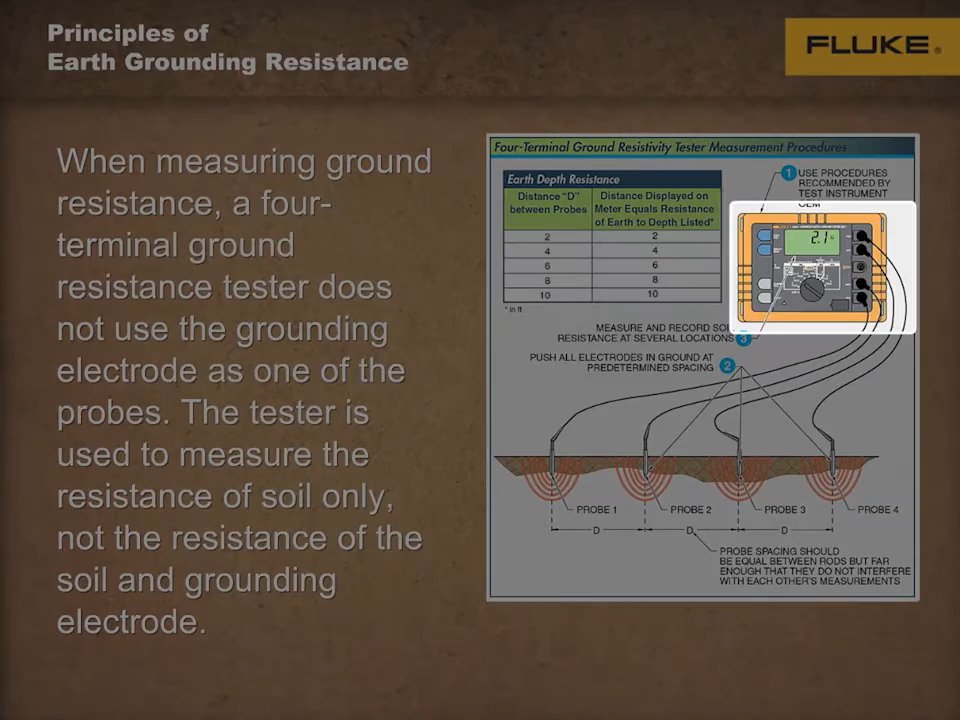 Principles of
Earth Grounding Resistance
FLUKE®
When measuring ground
resistance, a four-
terminal ground
resistance tester does
not use the grounding
electrode as one of the
probes. The tester is
used to measure the
resistance of soil only,
not the resistance of the
soil and grounding
electrode.
Four-Terminal Ground Resistivity Tester Measurement Procedures
Earth Depth Resistance
Distance “D” between Probes
Distance Displayed on Meter Equals Resistance of Earth to Depth Listed*
2 2
4 4
6 6
8 8
10 10
* in ft
1 USE PROCEDURES
RECOMMENDED BY
TEST INSTRUMENT
OEM
2.1
MEASURE AND RECORD SOIL
RESISTANCE AT SEVERAL LOCATIONS 3
PUSH ALL ELECTRODES IN GROUND AT
PREDETERMINED SPACING 2
PROBE 1 PROBE 2 PROBE 3 PROBE 4
D D D
PROBE SPACING SHOULD
BE EQUAL BETWEEN RODS BUT FAR
ENOUGH THAT THEY DO NOT INTERFERE
WITH EACH OTHER'S MEASUREMENTS